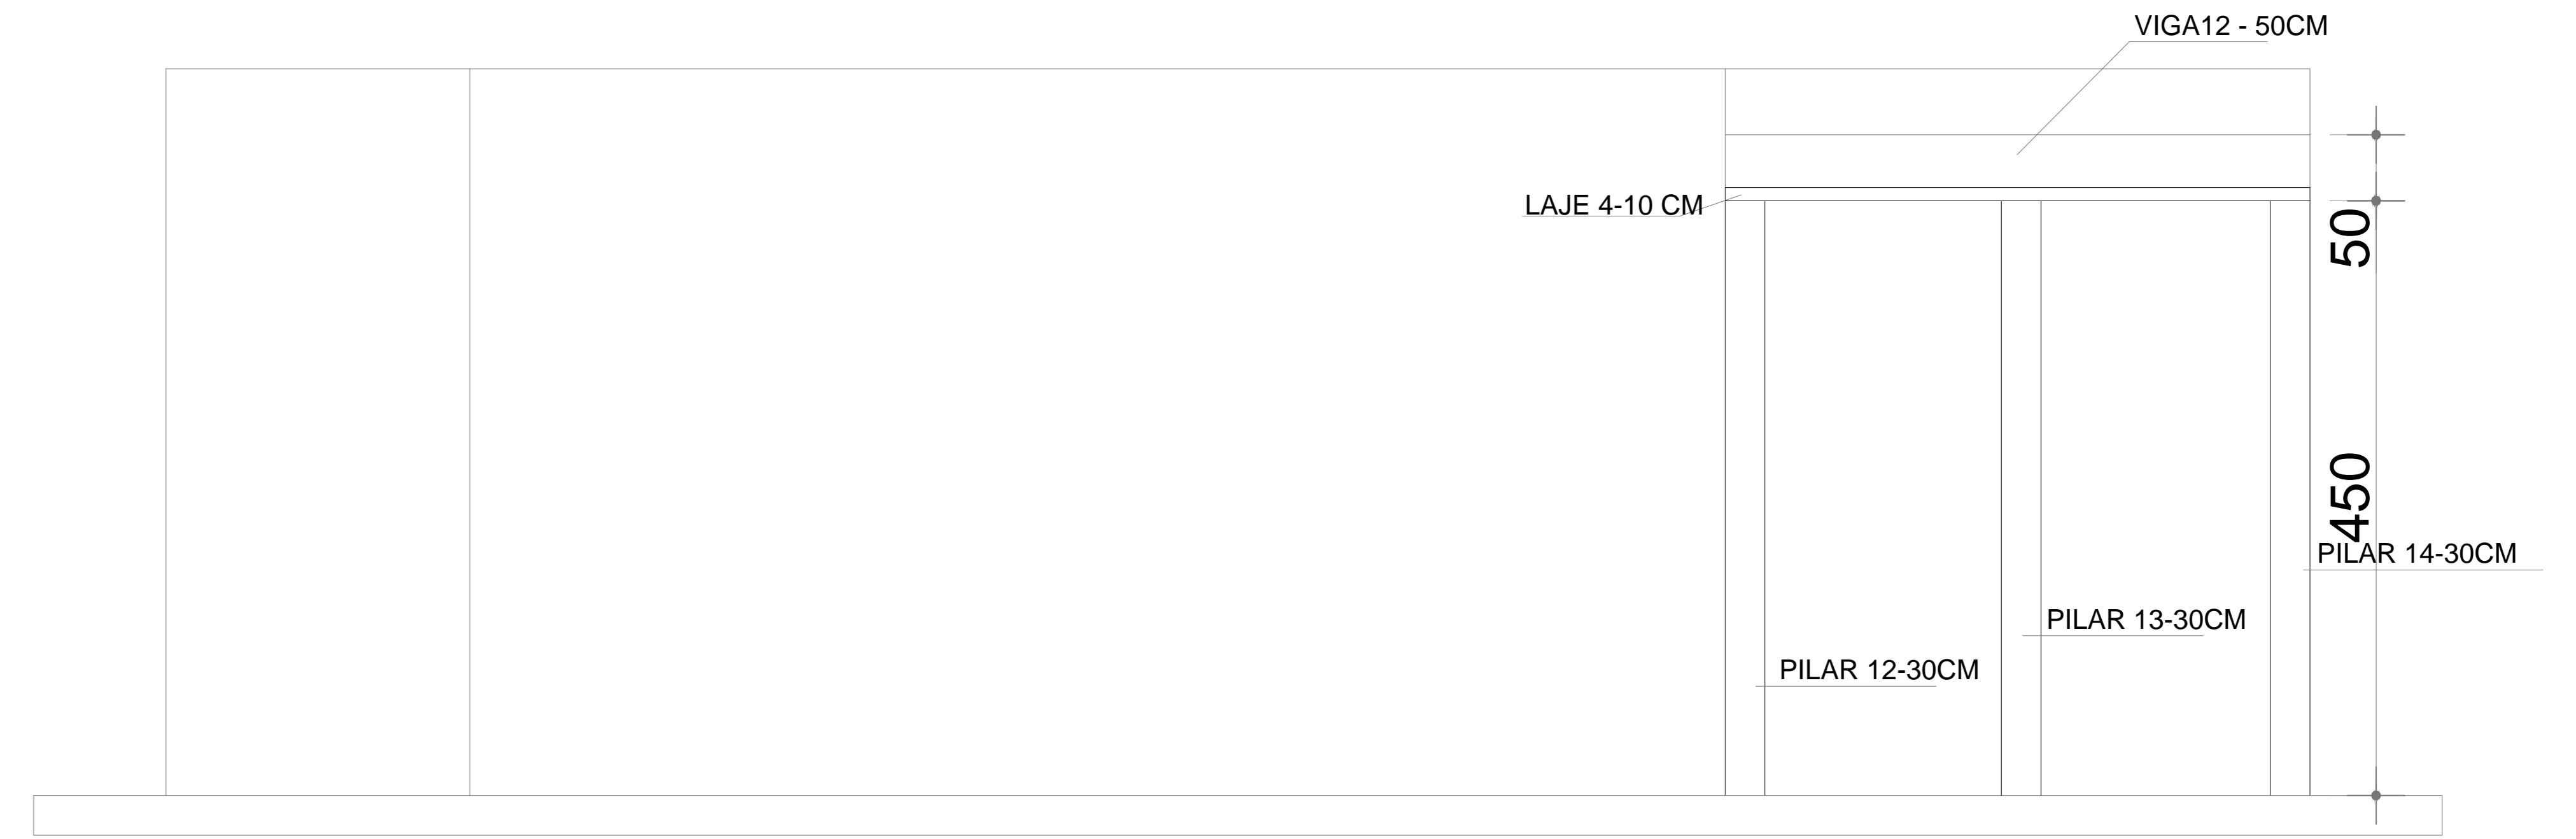 VIGA12 - 50CM
LAJE 4-10 CM
50
450
PILAR 14-30CM
PILAR 13-30CM
PILAR 12-30CM